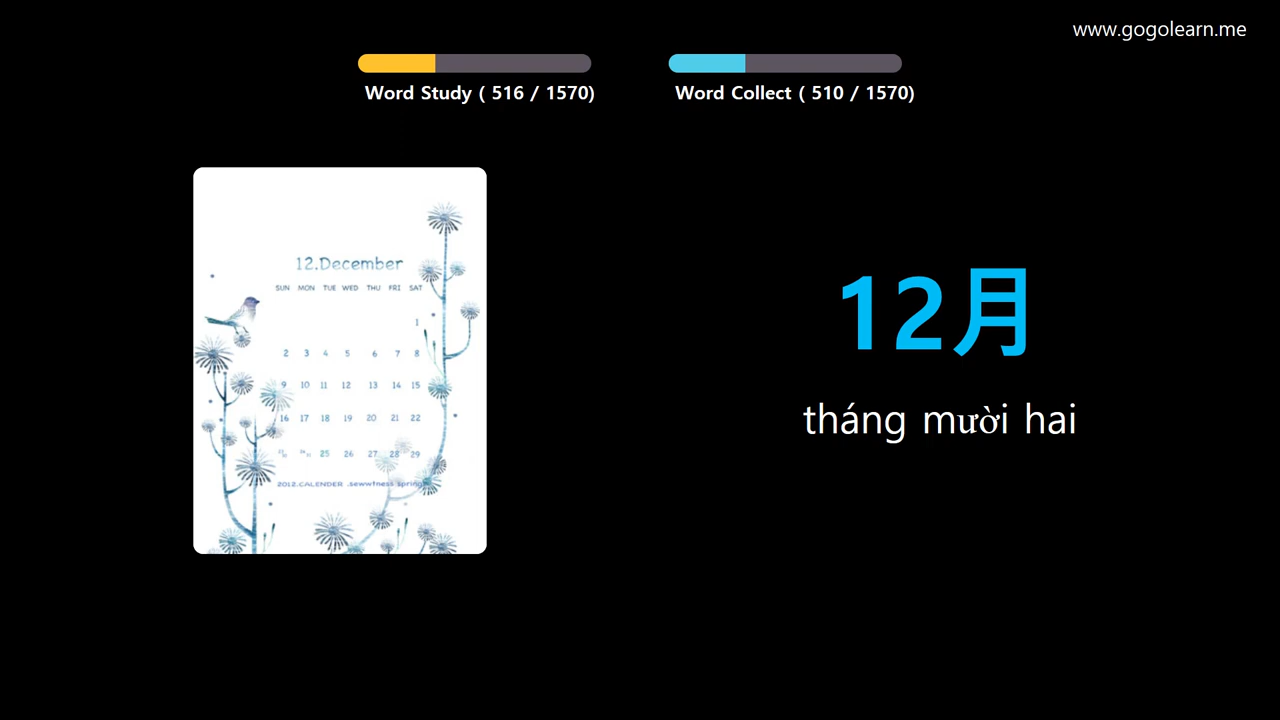 www.gogolearn.me
Word Study ( 516 / 1570)
Word Collect ( 510 / 1570)
12.December
SUN MON TUE WED THU FRI SAT
1
2 3 4 5 6 7 8
9 10 11 12 13 14 15
16 17 18 19 20 21 22
25 26 27 28 29
2012.CALENDER .sewwtness spring
12月
tháng mười hai